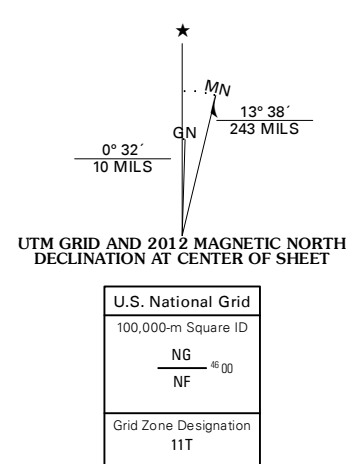 ★
MN
GN
13° 38´
243 MILS
0° 32´
10 MILS
UTM GRID AND 2012 MAGNETIC NORTH
DECLINATION AT CENTER OF SHEET
U.S. National Grid
100,000-m Square ID
NG
46 00
NF
Grid Zone Designation
11T